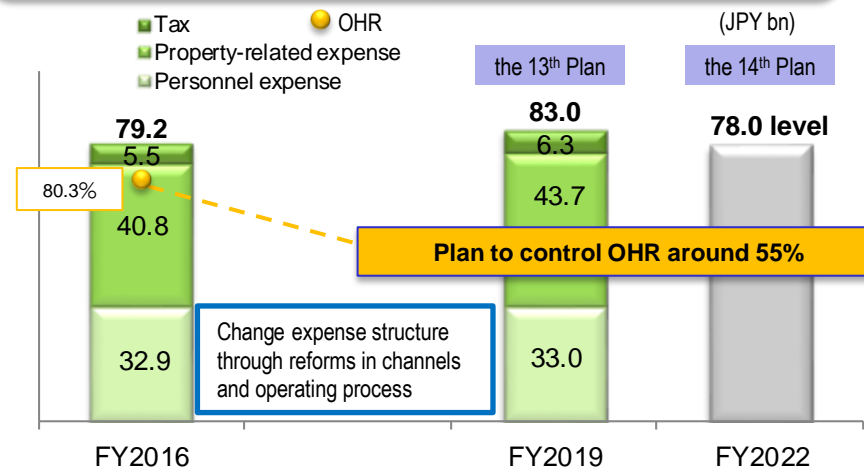 Tax
OHR
Property-related expense
Personnel expense
(JPY bn)
the 13th Plan
the 14th Plan
79.2
83.0
78.0 level
5.5
6.3
80.3%
40.8
43.7
Plan to control OHR around 55%
Change expense structure
through reforms in channels
and operating process
32.9
33.0
FY2016
FY2019
FY2022